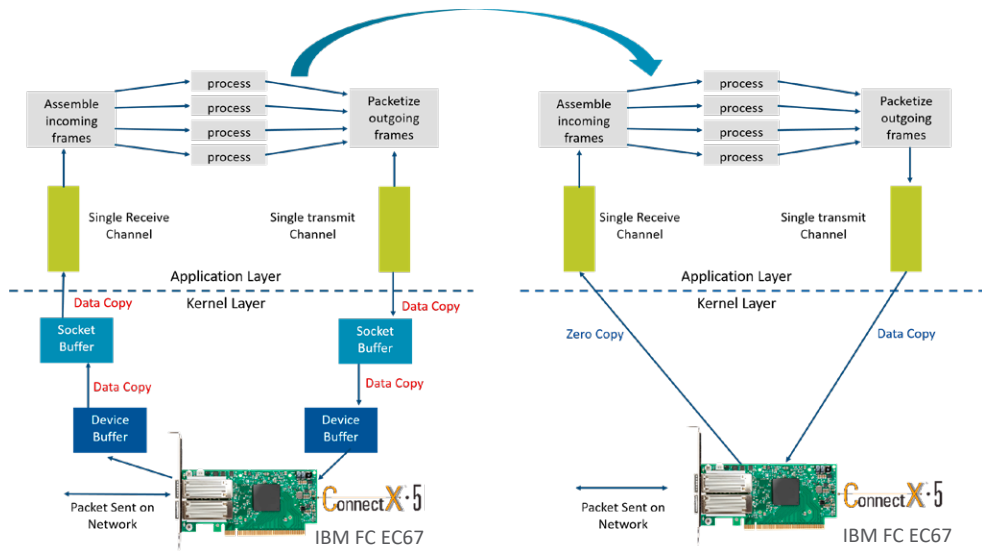 Assemble
incoming
frames
process
process
process
process
Packetize
outgoing
frames
Single Receive
Channel
Single transmit
Channel
Application Layer
Kernel Layer
Data Copy
Data Copy
Socket
Buffer
Socket
Buffer
Data Copy
Data Copy
Device
Buffer
Device
Buffer
Packet Sent on
Network
ConnectX·5
IBM FC EC67
Assemble
incoming
frames
process
process
process
process
Packetize
outgoing
frames
Single Receive
Channel
Single transmit
Channel
Application Layer
Kernel Layer
Zero Copy
Data Copy
Packet Sent on
Network
ConnectX·5
IBM FC EC67